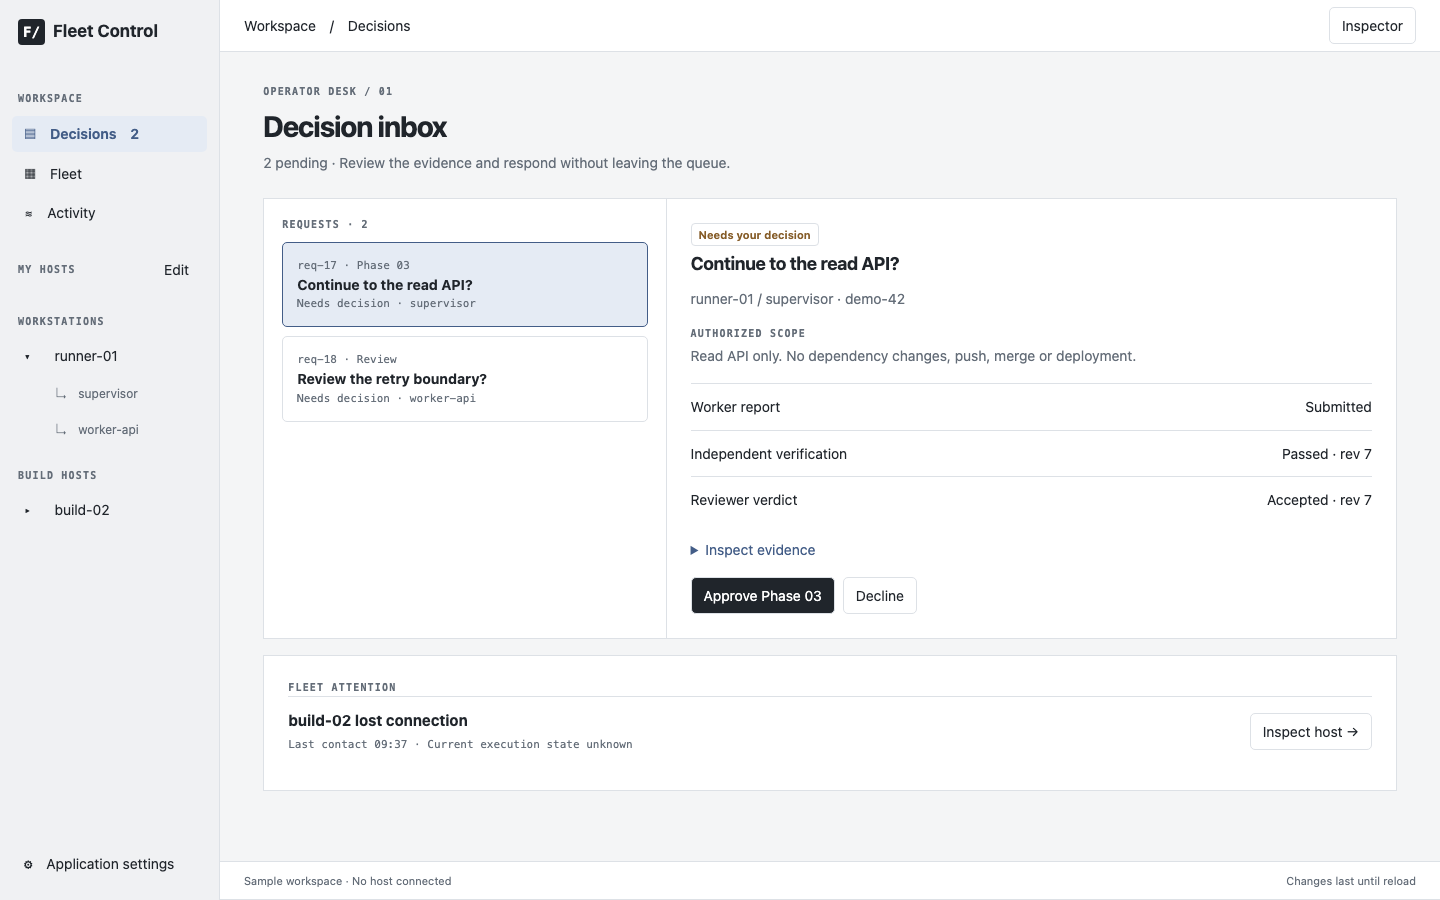 F/ Fleet Control
WORKSPACE
Decisions 2
Fleet
Activity
MY HOSTS Edit
WORKSTATIONS
runner-01
supervisor
worker-api
BUILD HOSTS
build-02
Application settings
Workspace / Decisions
Inspector
OPERATOR DESK / 01
Decision inbox
2 pending · Review the evidence and respond without leaving the queue.
REQUESTS · 2
req-17 · Phase 03
Continue to the read API?
Needs decision · supervisor
req-18 · Review
Review the retry boundary?
Needs decision · worker-api
Needs your decision
Continue to the read API?
runner-01 / supervisor · demo-42
AUTHORIZED SCOPE
Read API only. No dependency changes, push, merge or deployment.
Worker report Submitted
Independent verification Passed · rev 7
Reviewer verdict Accepted · rev 7
Inspect evidence
Approve Phase 03 Decline
FLEET ATTENTION
build-02 lost connection
Last contact 09:37 · Current execution state unknown
Inspect host →
Sample workspace · No host connected
Changes last until reload